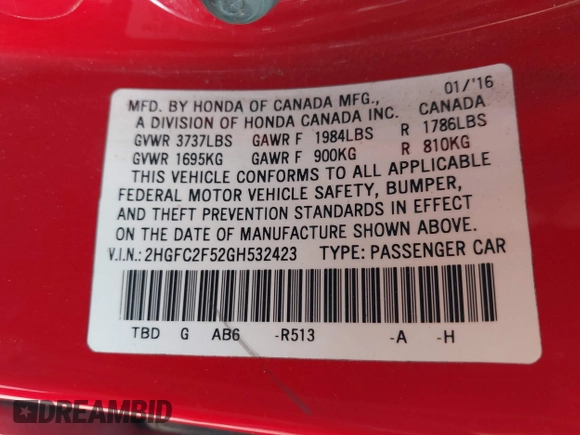 01/'16
MFD. BY HONDA OF CANADA MFG., CANADA
A DIVISION OF HONDA CANADA INC.
GVWR 3737LBS GAWR F 1984LBS R 1786LBS
GVWR 1695KG GAWR F 900KG R 810KG
THIS VEHICLE CONFORMS TO ALL APPLICABLE
FEDERAL MOTOR VEHICLE SAFETY, BUMPER,
AND THEFT PREVENTION STANDARDS IN EFFECT
ON THE DATE OF MANUFACTURE SHOWN ABOVE.
V.I.N.: 2HGFC2F52GH532423 TYPE: PASSENGER CAR
TBD G AB6 -R513 -A -H
DREAMBID